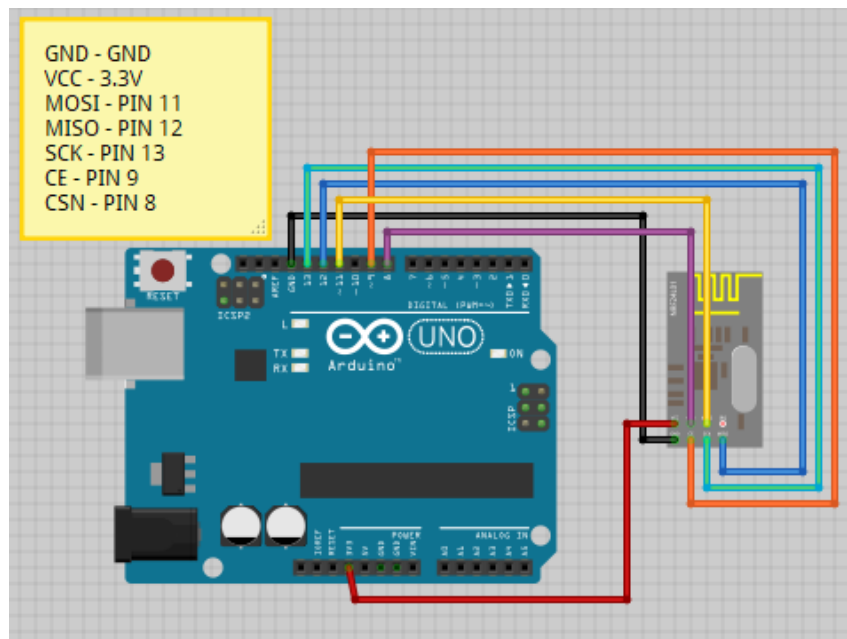 GND - GND
VCC - 3.3V
MOSI - PIN 11
MISO - PIN 12
SCK - PIN 13
CE - PIN 9
CSN - PIN 8
RESET
ICSP2
AREF
GND
13
12
~11
~10
~9
8
7
~6
~5
4
~3
2
TXD▸1
RXD◂0
DIGITAL (PWM=~)
L
TX
RX
UNO
Arduino™
ON
1
ICSP
POWER
ANALOG IN
IOREF
RESET
3V3
5V
GND
GND
VIN
A0
A1
A2
A3
A4
A5